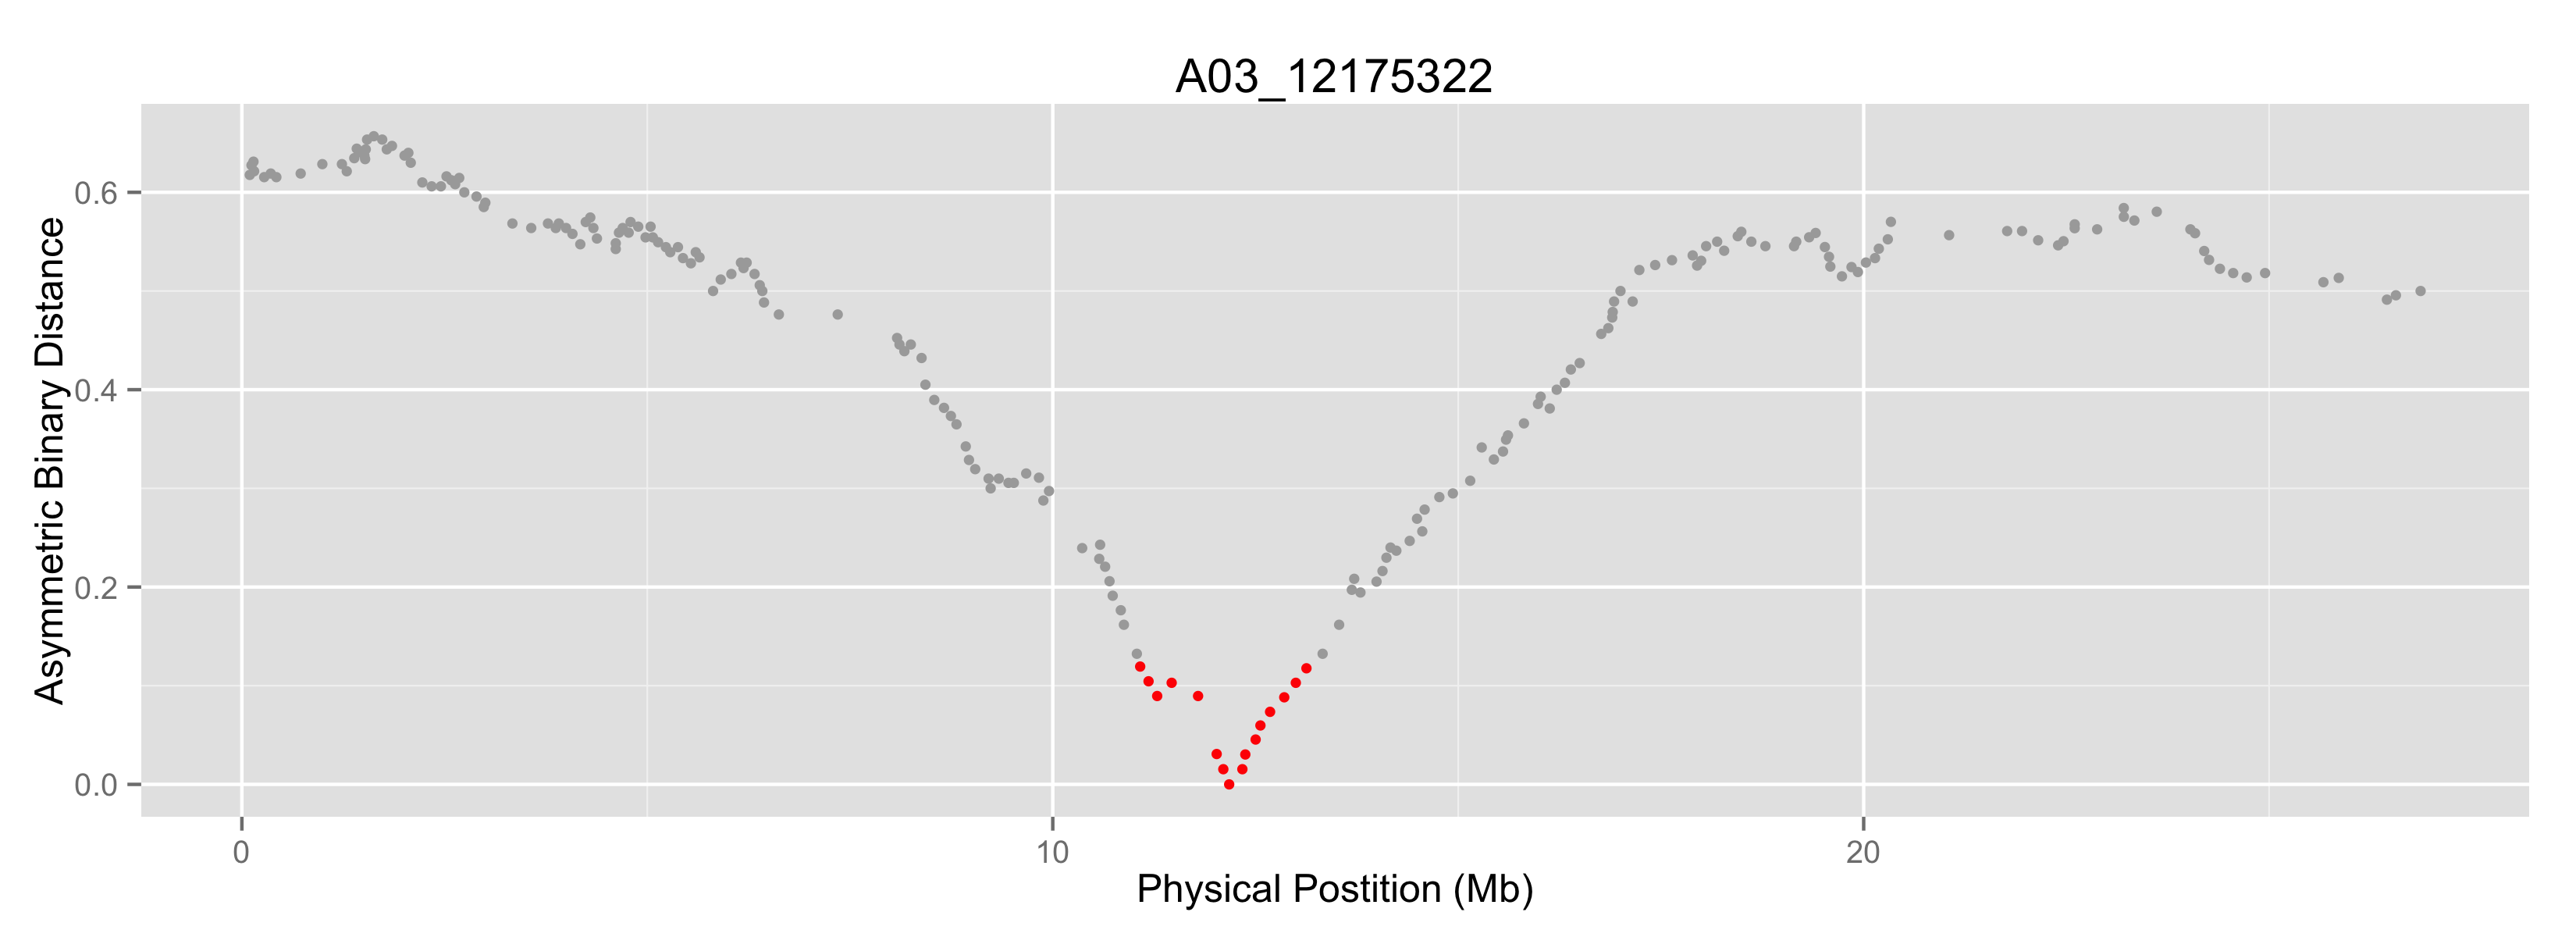 A03_12175322
Asymmetric Binary Distance
0.6
0.4
0.2
0.0
0
10
20
Physical Postition (Mb)